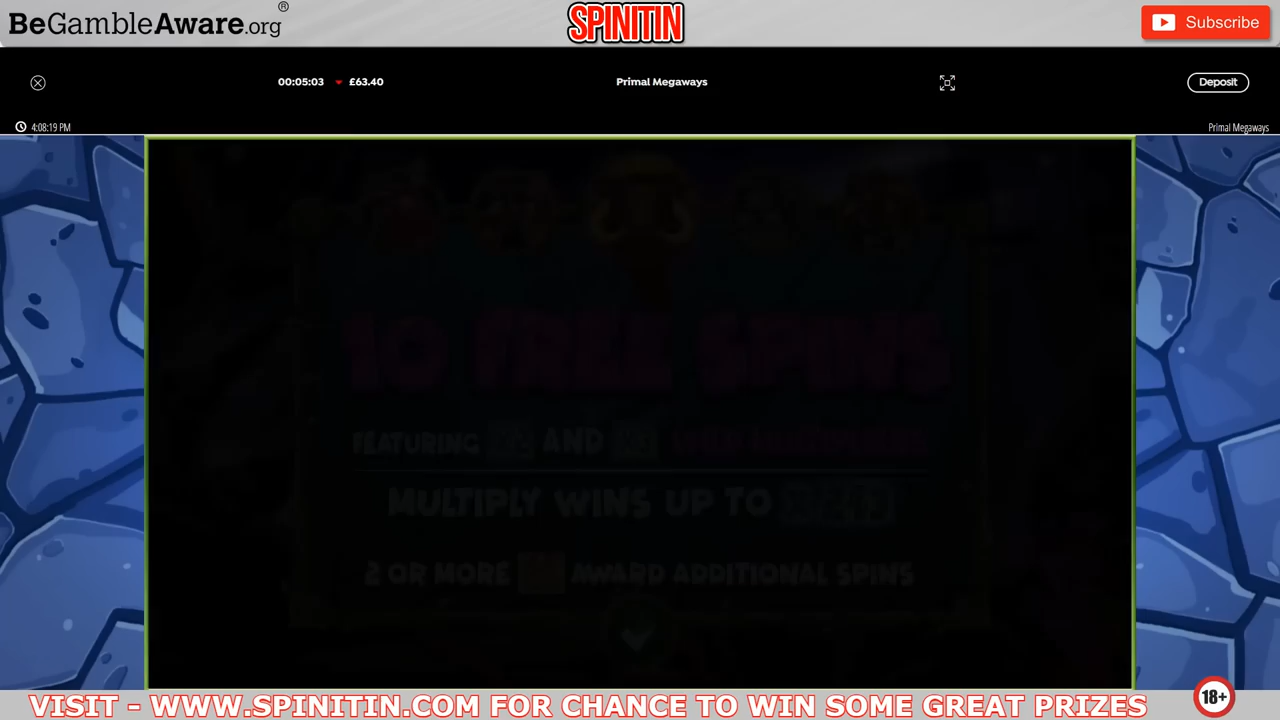 BeGambleAware.org®
SPINITIN
Subscribe
00:05:03 £63.40
Primal Megaways
Deposit
4:08:19 PM
Primal Megaways
10 FREE SPINS
FEATURING AND
MULTIPLY WINS UP TO
2 OR MORE AWARD ADDITIONAL SPINS
VISIT - WWW.SPINITIN.COM FOR CHANCE TO WIN SOME GREAT PRIZES
18+